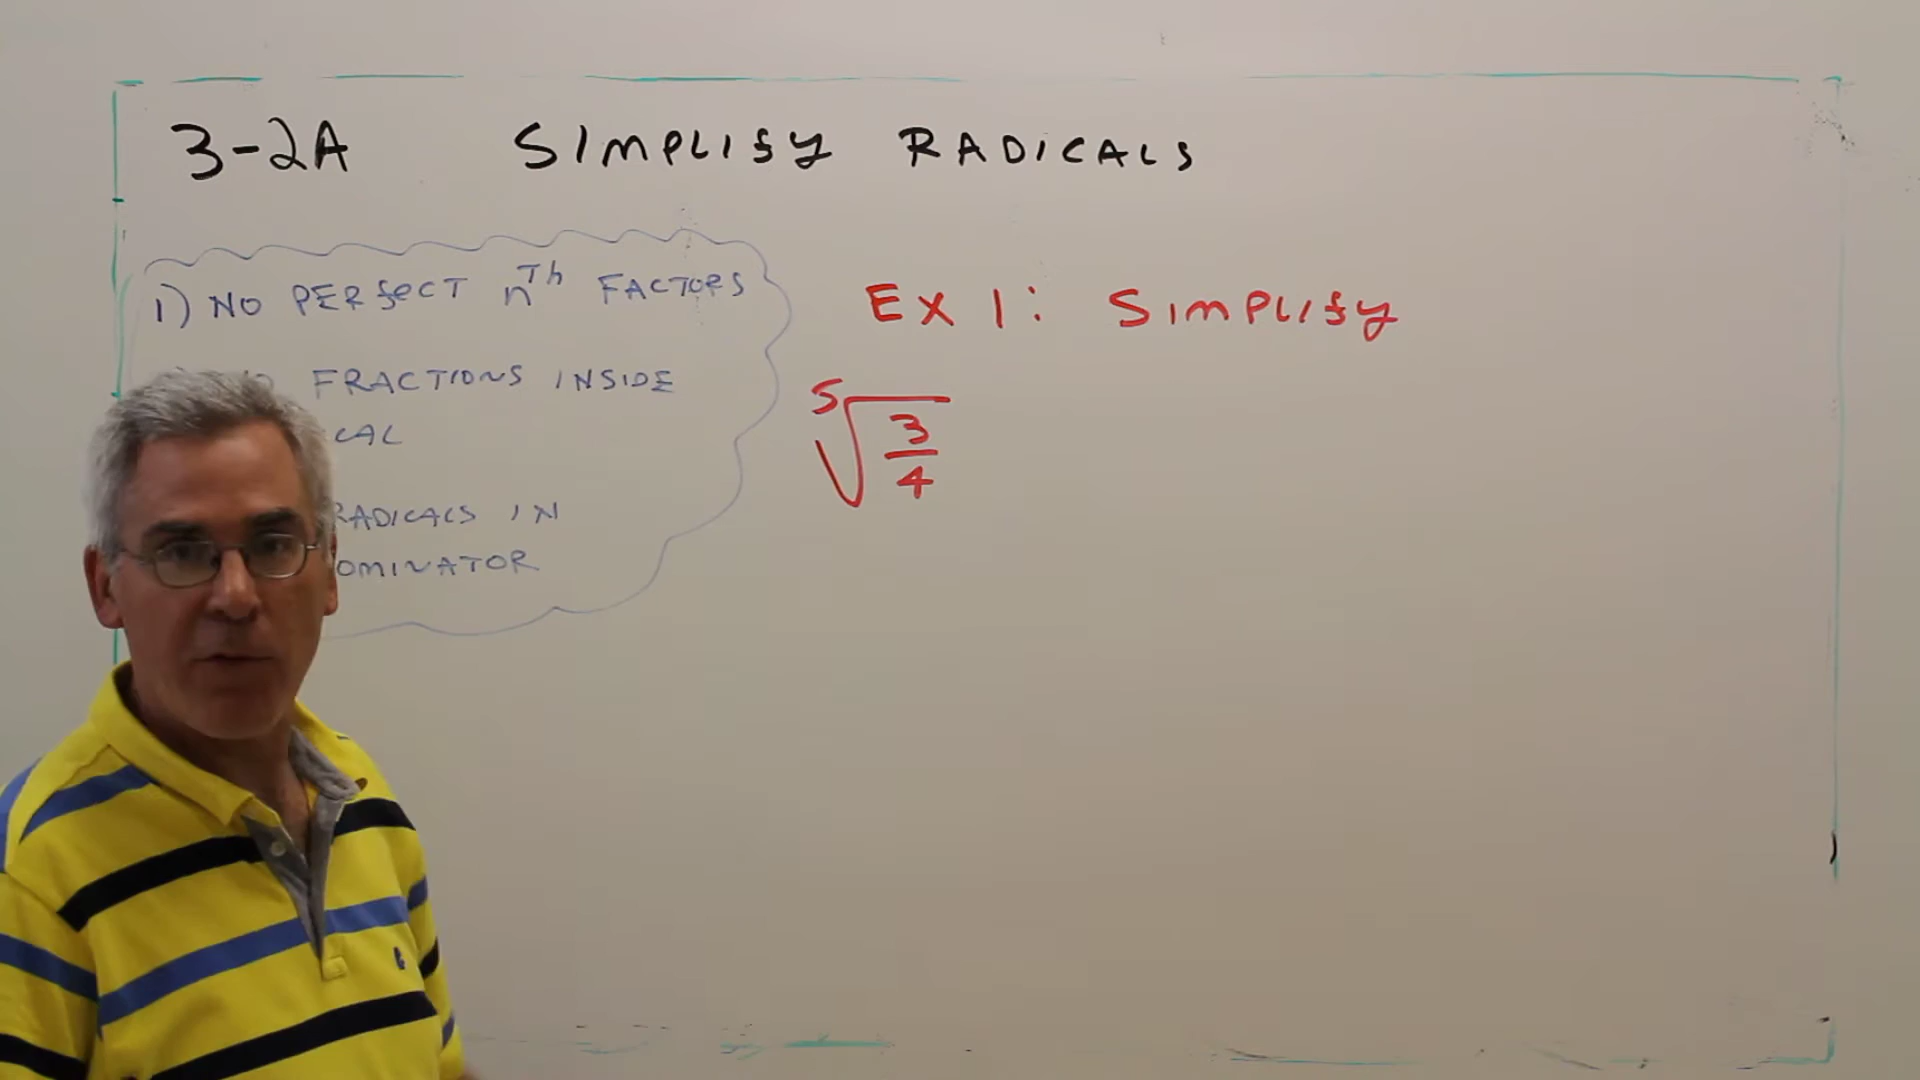 3-2A SIMPLIFY RADICALS
1) NO PERFECT nTh FACTORS
FRACTIONS INSIDE
CAL
RADICALS IN
OMINATOR
EX 1: SIMPLIFY
5√3/4